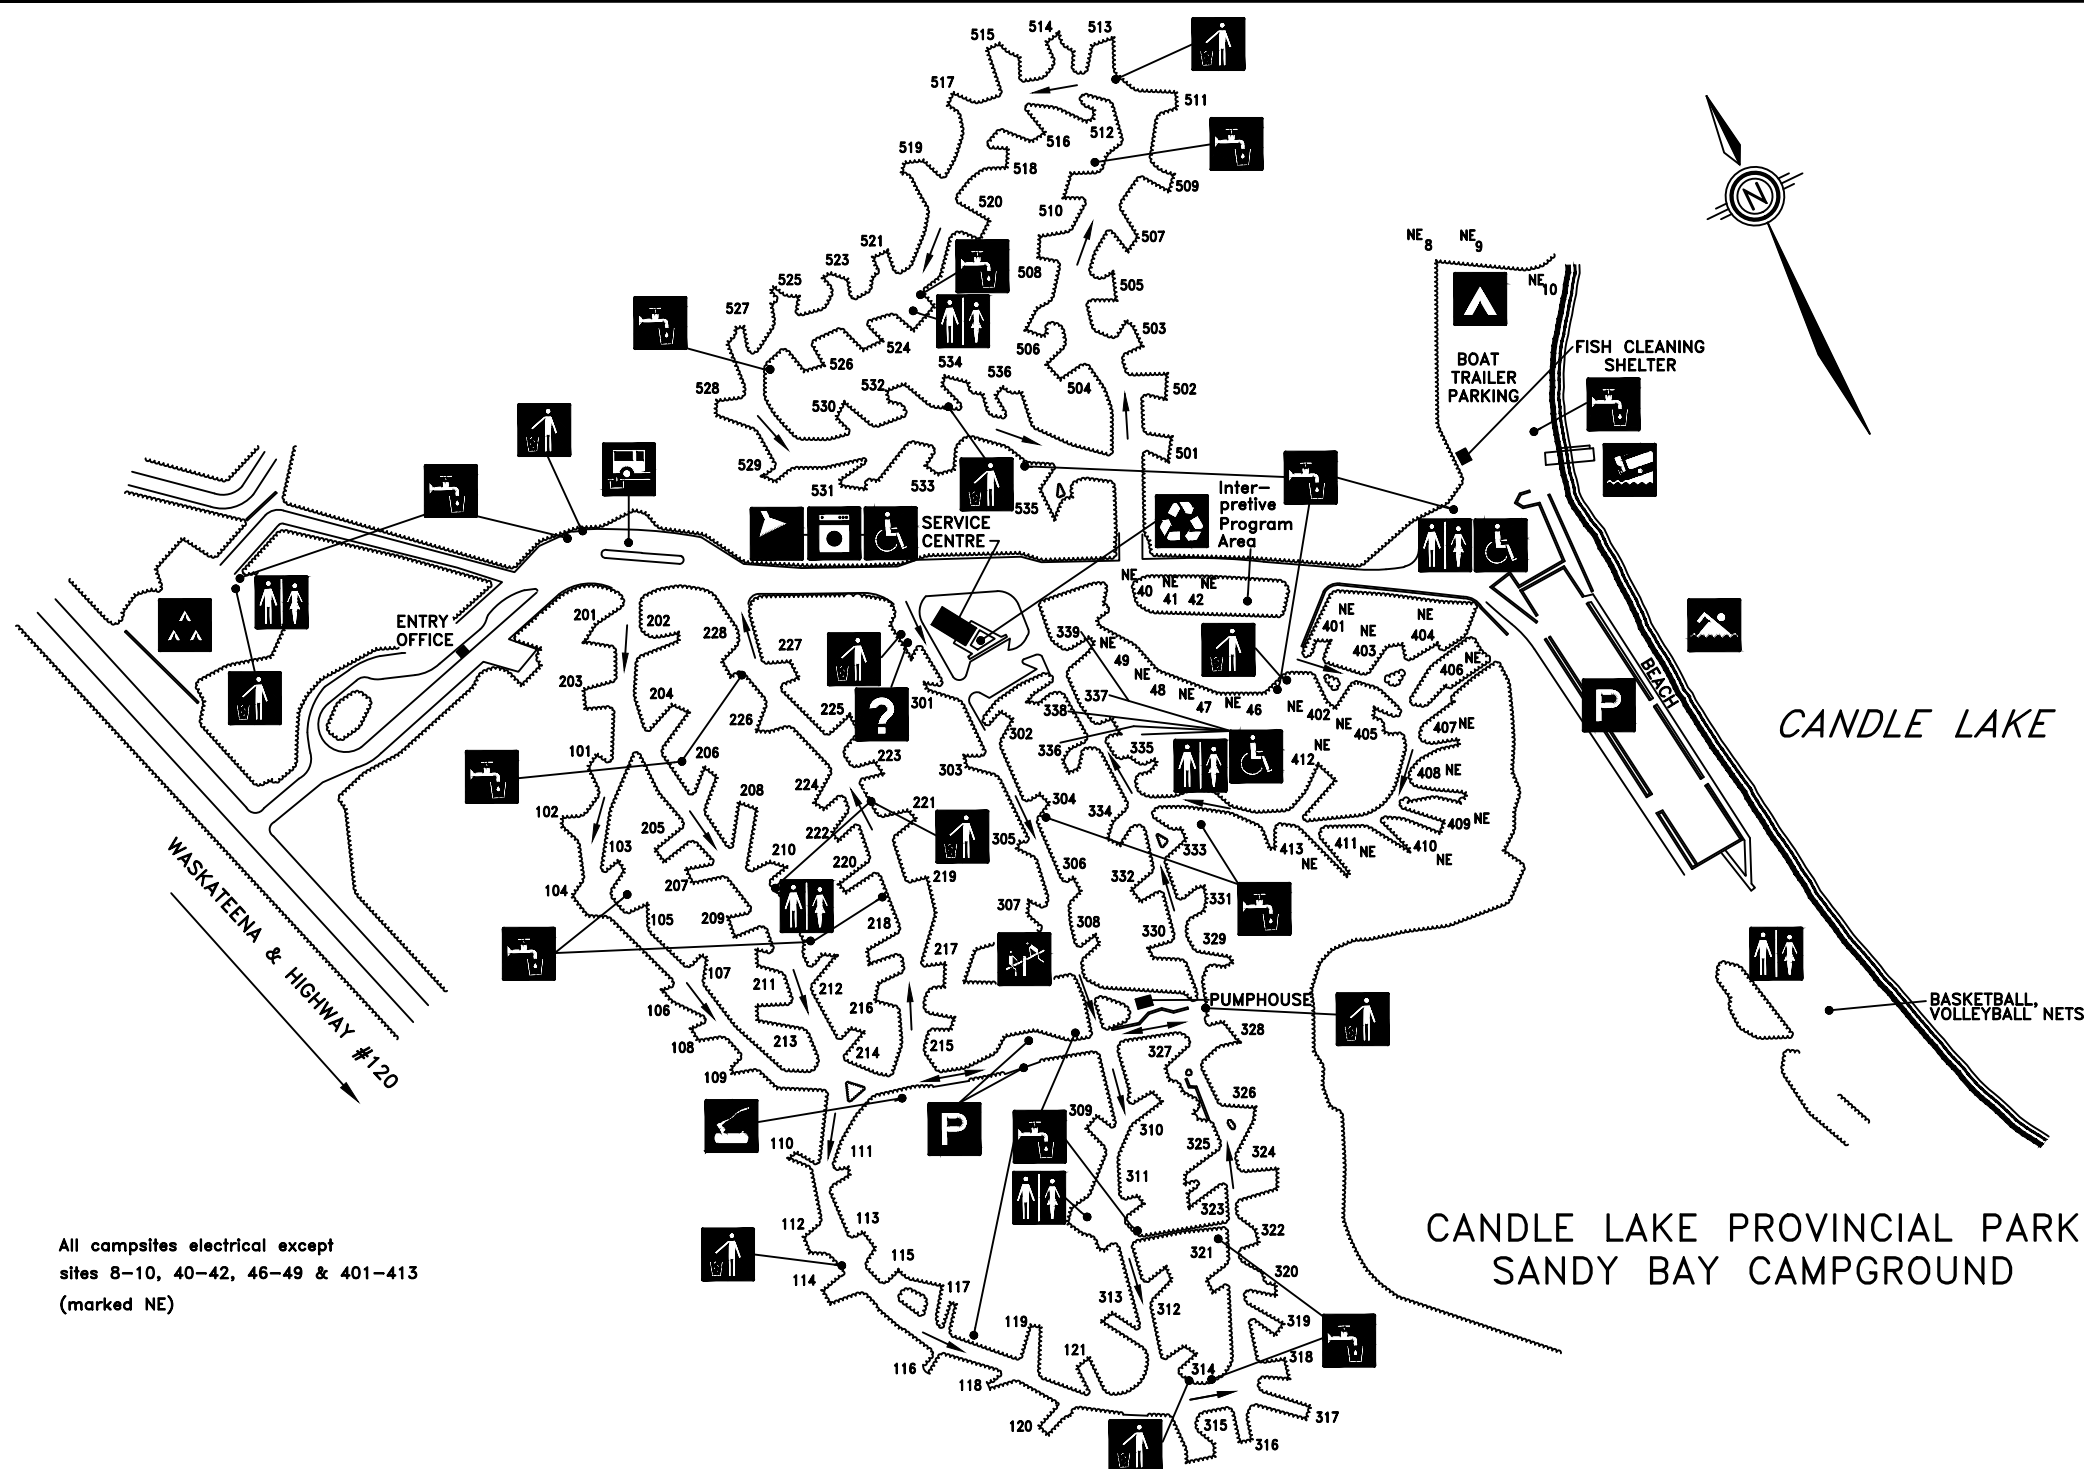 515
514
513
517
511
512
516
519
518
509
520
510
507
521
523
508
525
505
527
503
524
506
526
534
536
528
532
504
502
530
529
501
531
533
535
NE 8
NE 9
NE 10
BOAT
TRAILER
PARKING
FISH CLEANING
SHELTER
N
SERVICE
CENTRE
Inter-
pretive
Program
Area
ENTRY
OFFICE
NE 40
NE 41
NE 42
201
202
228
227
339
NE 49
NE 48
NE 47
NE 46
NE 401
NE 403
NE 404
NE 406
NE 402
NE 405
NE 407
NE 408
NE 409
NE 410
NE 411
NE 412
NE 413
203
204
226
225
301
?
302
337
338
336
335
BEACH
P
CANDLE LAKE
101
206
223
303
102
208
224
304
334
205
221
222
305
333
103
210
220
306
332
104
207
219
331
105
209
218
307
308
330
329
107
211
217
106
212
216
PUMPHOUSE
BASKETBALL,
VOLLEYBALL NETS
328
108
213
214
215
327
109
326
P
309
310
325
324
110
111
311
323
112
113
322
321
114
115
320
117
313
312
319
119
121
314
318
116
118
120
315
316
317
WASKATEENA & HIGHWAY #120
All campsites electrical except
sites 8-10, 40-42, 46-49 & 401-413
(marked NE)
CANDLE LAKE PROVINCIAL PARK
SANDY BAY CAMPGROUND